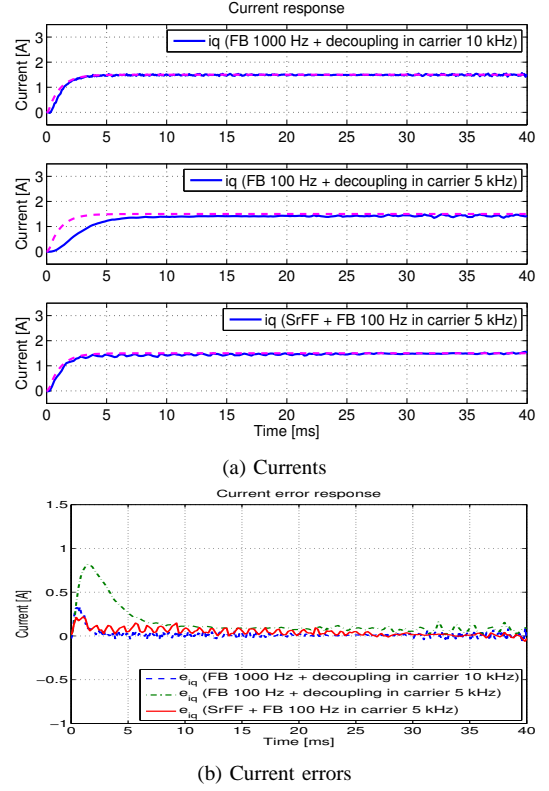 Current response
Current [A]
3
2
1
0
iq (FB 1000 Hz + decoupling in carrier 10 kHz)
0 5 10 15 20 25 30 35 40
Current [A]
3
2
1
0
iq (FB 100 Hz + decoupling in carrier 5 kHz)
0 5 10 15 20 25 30 35 40
Current [A]
3
2
1
0
iq (SrFF + FB 100 Hz in carrier 5 kHz)
0 5 10 15 20 25 30 35 40
Time [ms]
(a) Currents
Current error response
Current [A]
1.5
1
0.5
0
−0.5
−1
e_iq (FB 1000 Hz + decoupling in carrier 10 kHz)
e_iq (FB 100 Hz + decoupling in carrier 5 kHz)
e_iq (SrFF + FB 100 Hz in carrier 5 kHz)
0 5 10 15 20 25 30 35 40
Time [ms]
(b) Current errors